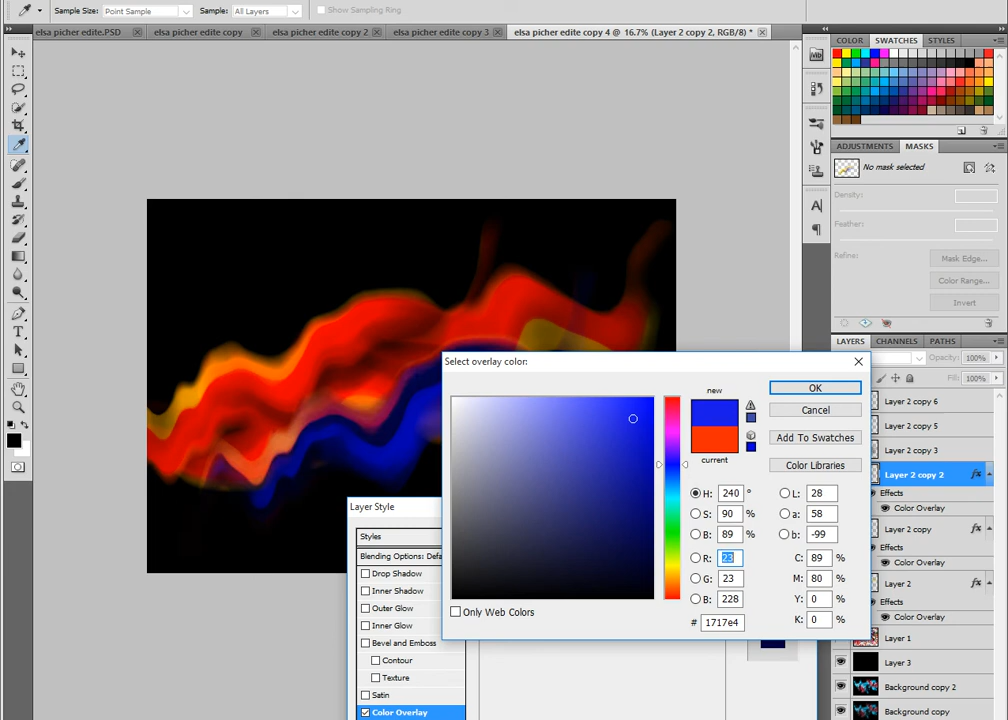 Sample Size: Point Sample Sample: All Layers Show Sampling Ring
elsa picher edite.PSD elsa picher edite copy elsa picher edite copy 2 elsa picher edite copy 3 elsa picher edite copy 4 @ 16.7% (Layer 2 copy 2, RGB/8) *
COLOR SWATCHES STYLES
ADJUSTMENTS MASKS
No mask selected
Density:
Feather:
Refine: Mask Edge...
Color Range...
Invert
LAYERS CHANNELS PATHS
Opacity: 100%
Fill: 100%
Layer 2 copy 6
Layer 2 copy 5
Layer 2 copy 3
Layer 2 copy 2 fx
Effects
Color Overlay
Layer 2 copy fx
Effects
Color Overlay
Layer 2 fx
Effects
Color Overlay
Layer 1
Layer 3
Background copy 2
Background copy
Select overlay color:
new
current
OK
Cancel
Add To Swatches
Color Libraries
H: 240 ° L: 28
S: 90 % a: 58
B: 89 % b: -99
R: 23 C: 89 %
G: 23 M: 80 %
B: 228 Y: 0 %
# 1717e4 K: 0 %
Only Web Colors
Layer Style
Styles
Blending Options: Defa
Drop Shadow
Inner Shadow
Outer Glow
Inner Glow
Bevel and Emboss
Contour
Texture
Satin
Color Overlay